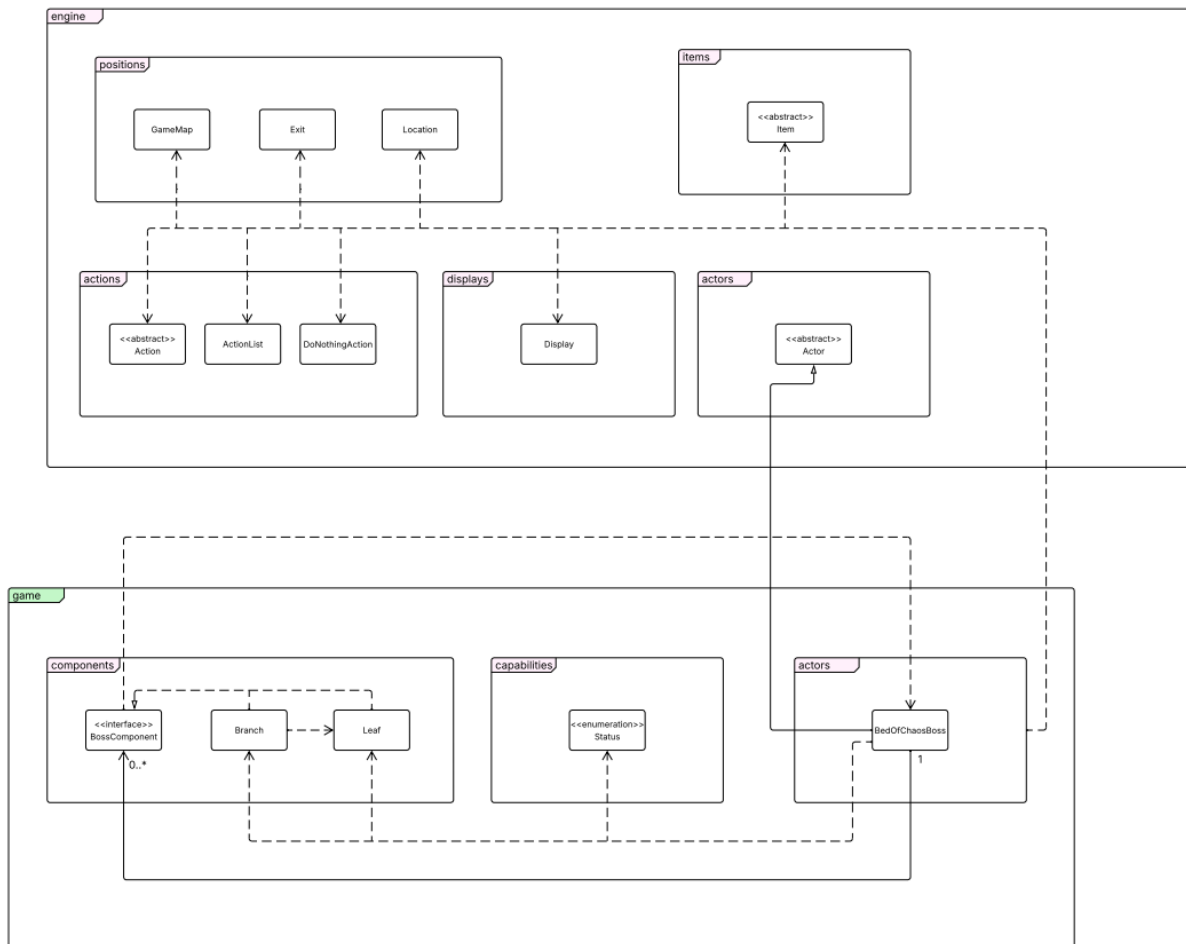 engine
positions
items
GameMap
Exit
Location
<<abstract>>
Item
actions
displays
actors
<<abstract>>
Action
ActionList
DoNothingAction
Display
<<abstract>>
Actor
game
components
capabilities
actors
<<interface>>
BossComponent
Branch
Leaf
<<enumeration>>
Status
BedOfChaosBoss
0..*
1